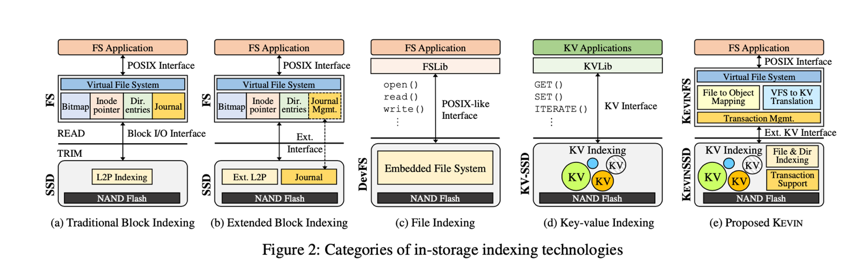 FS Application
POSIX Interface
FS
Virtual File System
Bitmap
Inode
pointer
Dir.
entries
Journal
READ
Block I/O Interface
TRIM
SSD
L2P Indexing
NAND Flash
(a) Traditional Block Indexing
FS Application
POSIX Interface
FS
Virtual File System
Bitmap
Inode
pointer
Dir.
entries
Journal
Mgmt.
Ext.
Interface
SSD
Ext. L2P
Journal
NAND Flash
(b) Extended Block Indexing
FS Application
FSLib
open()
read()
write()
⋮
POSIX-like
Interface
DevFS
Embedded File System
NAND Flash
(c) File Indexing
KV Applications
KVLib
GET()
SET()
ITERATE()
⋮
KV Interface
KV-SSD
KV Indexing
KV
KV
KV
NAND Flash
(d) Key-value Indexing
FS Application
POSIX Interface
KEVINFS
Virtual File System
File to Object
Mapping
VFS to KV
Translation
Transaction Mgmt.
Ext. KV Interface
KEVINSSD
KV Indexing
KV
KV
KV
File & Dir
Indexing
Transaction
Support
NAND Flash
(e) Proposed KEVIN
Figure 2: Categories of in-storage indexing technologies